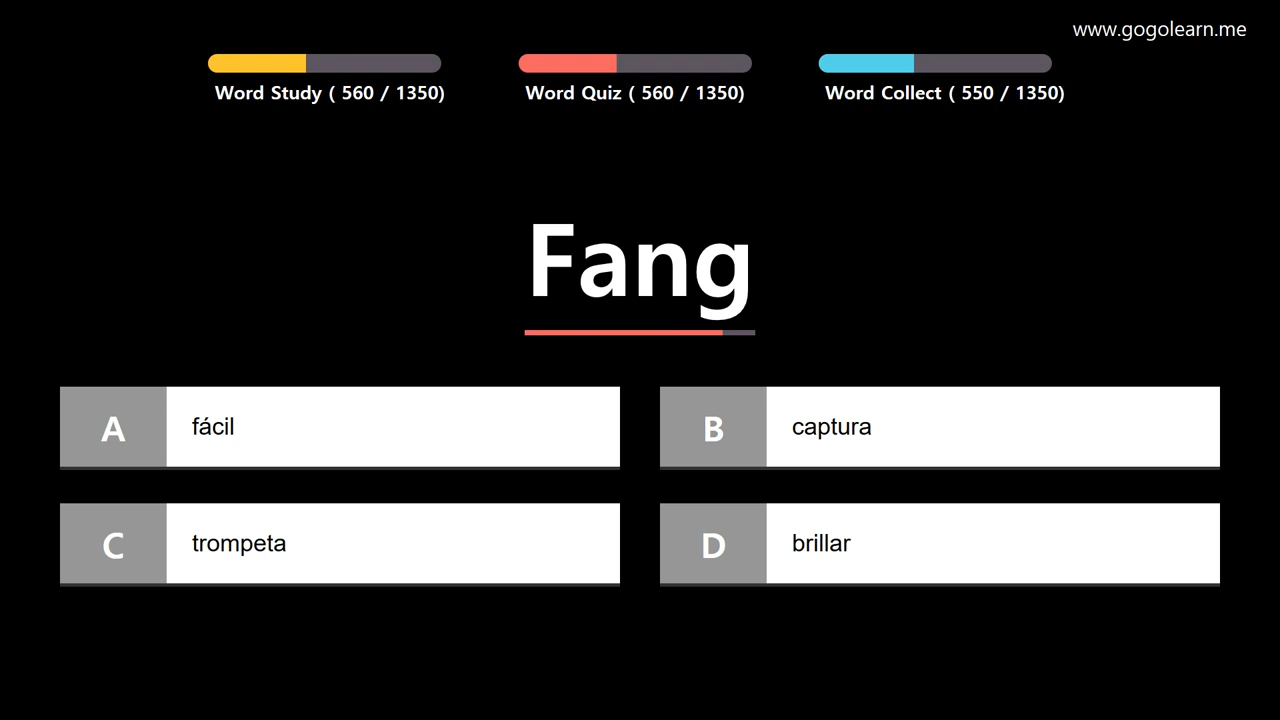 www.gogolearn.me
Word Study ( 560 / 1350)
Word Quiz ( 560 / 1350)
Word Collect ( 550 / 1350)
Fang
A fácil
B captura
C trompeta
D brillar